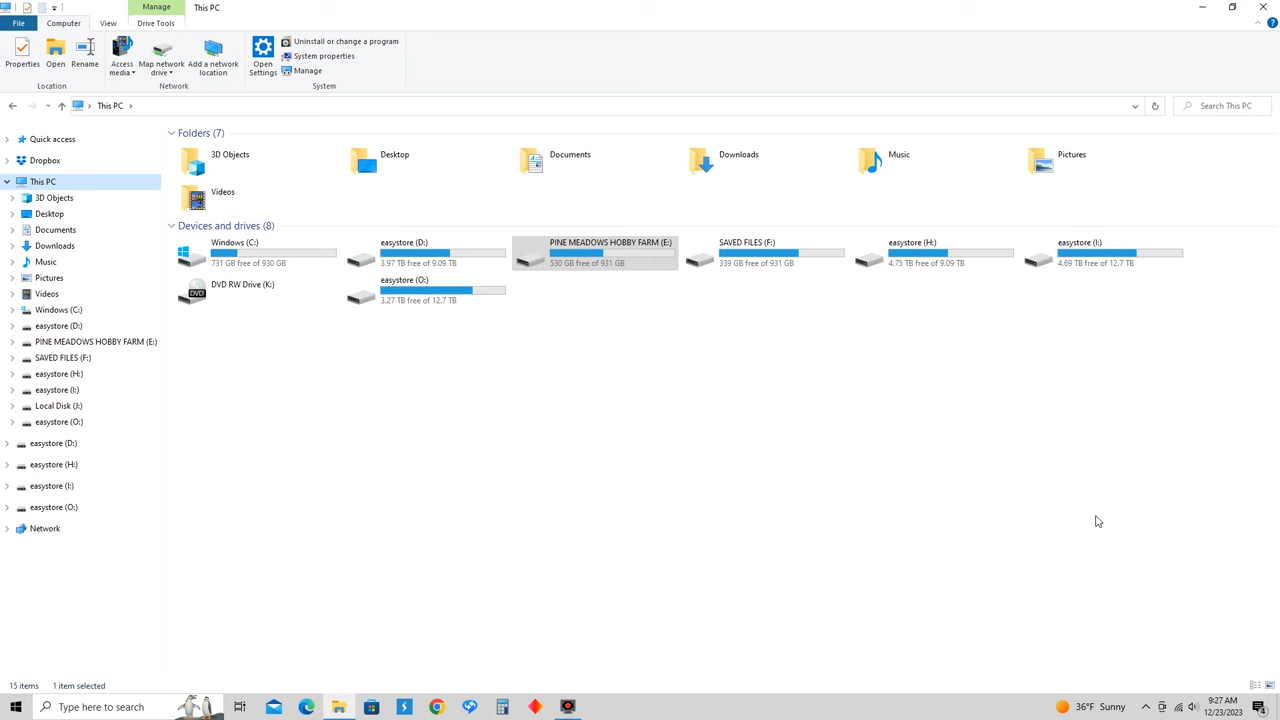 Manage
This PC
File
Computer
View
Drive Tools
Properties
Open
Rename
Access media
Map network drive
Add a network location
Open Settings
Uninstall or change a program
System properties
Manage
Location
Network
System
This PC
Search This PC
Quick access
Dropbox
This PC
3D Objects
Desktop
Documents
Downloads
Music
Pictures
Videos
Windows (C:)
easystore (D:)
PINE MEADOWS HOBBY FARM (E:)
SAVED FILES (F:)
easystore (H:)
easystore (I:)
Local Disk (J:)
easystore (O:)
easystore (D:)
easystore (H:)
easystore (I:)
easystore (O:)
Network
Folders (7)
3D Objects
Desktop
Documents
Downloads
Music
Pictures
Videos
Devices and drives (8)
Windows (C:)
731 GB free of 930 GB
easystore (D:)
3.97 TB free of 9.09 TB
PINE MEADOWS HOBBY FARM (E:)
530 GB free of 931 GB
SAVED FILES (F:)
339 GB free of 931 GB
easystore (H:)
4.75 TB free of 9.09 TB
easystore (I:)
4.69 TB free of 12.7 TB
DVD
DVD RW Drive (K:)
easystore (O:)
3.27 TB free of 12.7 TB
15 items
1 item selected
Type here to search
36°F Sunny
9:27 AM
12/23/2023